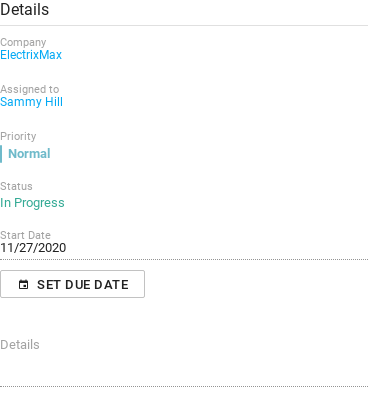 Details
Company
ElectrixMax
Assigned to
Sammy Hill
Priority
Normal
Status
In Progress
Start Date
11/27/2020
SET DUE DATE
Details